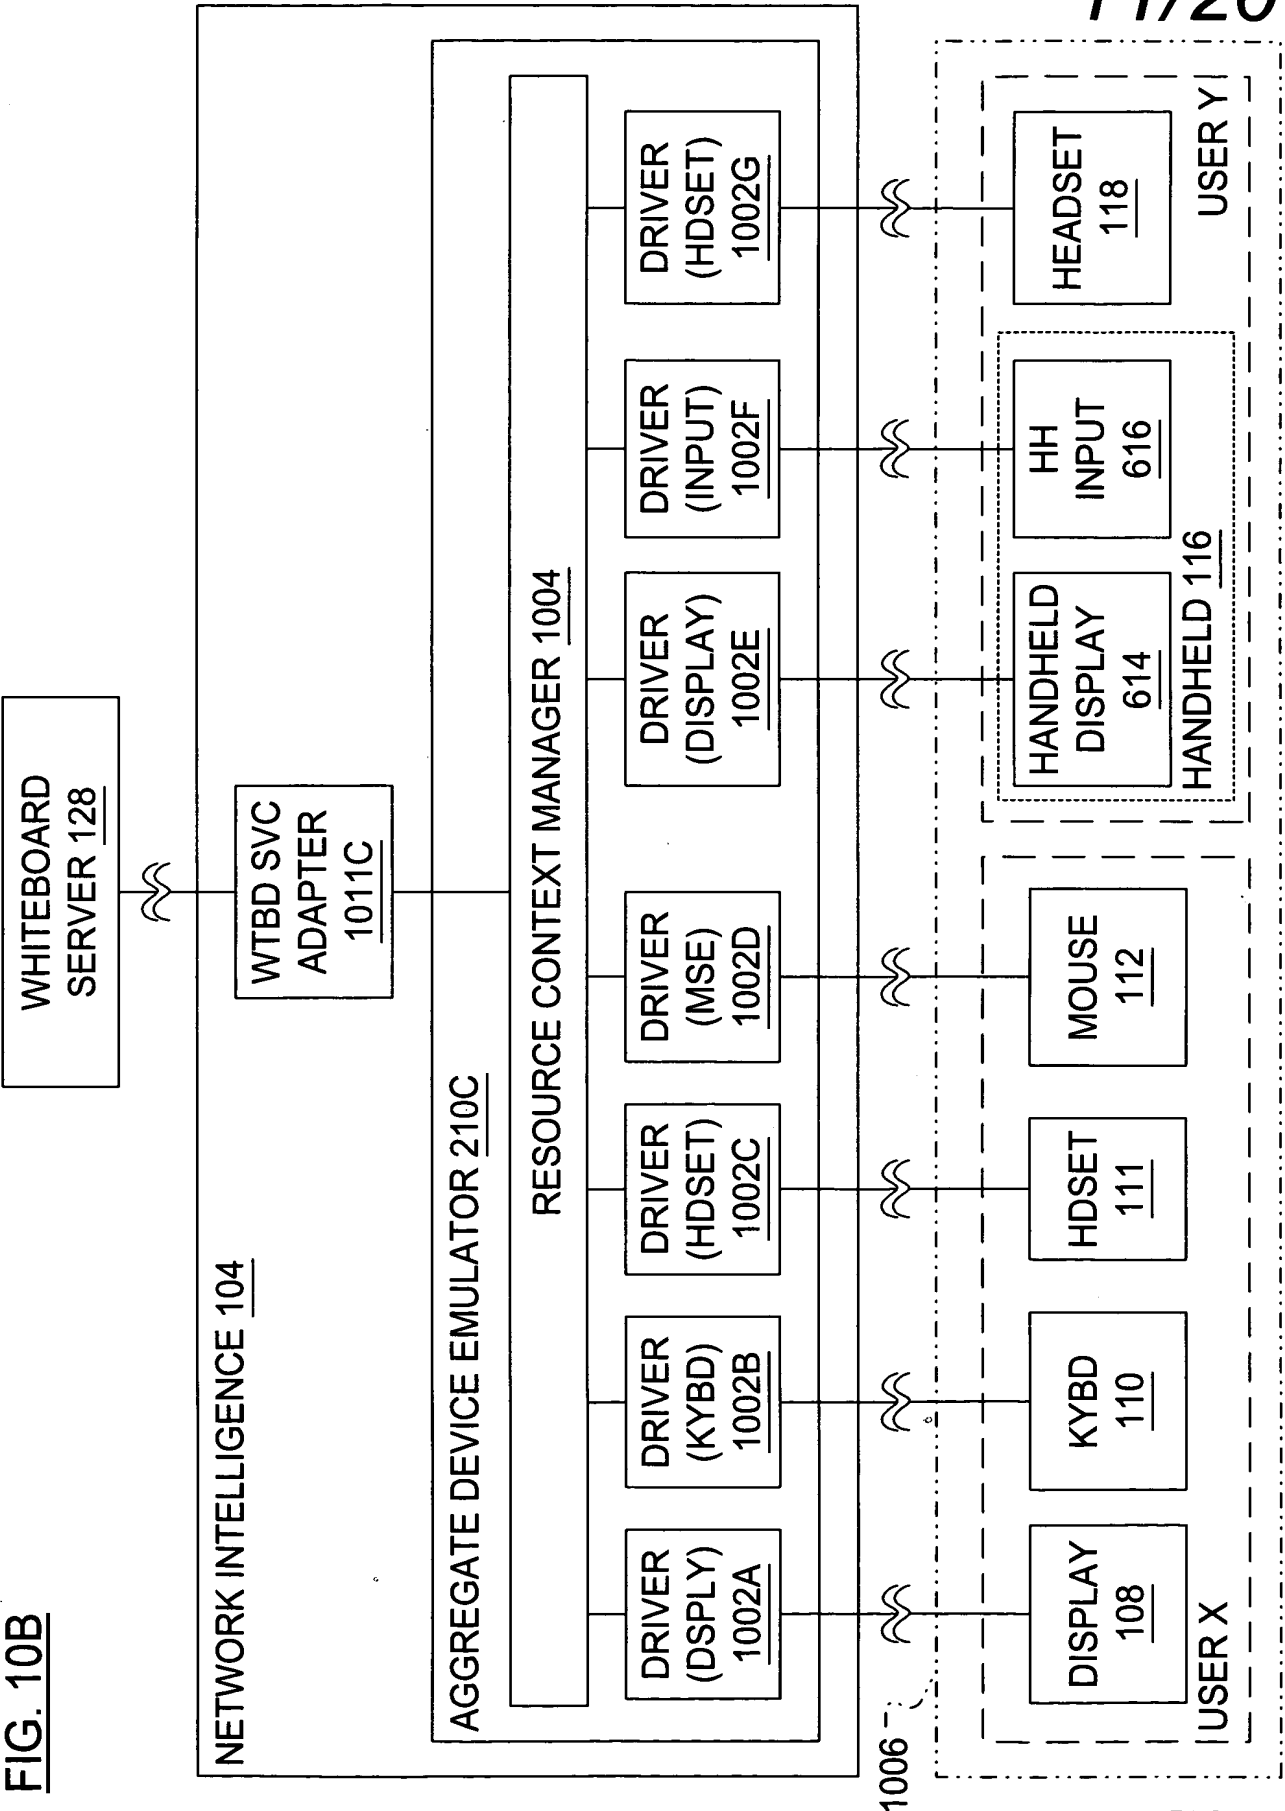 FIG. 10B
WHITEBOARD
SERVER 128
NETWORK INTELLIGENCE 104
WTBD SVC
ADAPTER
1011C
AGGREGATE DEVICE EMULATOR 210C
RESOURCE CONTEXT MANAGER 1004
DRIVER
(DSPLY)
1002A
DRIVER
(KYBD)
1002B
DRIVER
(HDSET)
1002C
DRIVER
(MSE)
1002D
DRIVER
(DISPLAY)
1002E
DRIVER
(INPUT)
1002F
DRIVER
(HDSET)
1002G
1006
DISPLAY
108
KYBD
110
HDSET
111
MOUSE
112
USER X
HANDHELD
DISPLAY
614
HH
INPUT
616
HANDHELD 116
HEADSET
118
USER Y